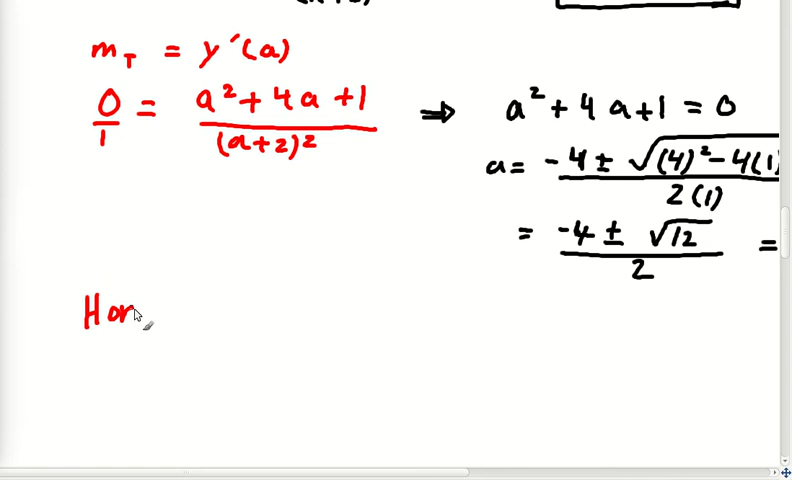 m_T = y'(a)
0/1 = (a² + 4a + 1)/(a+2)² ⇒ a² + 4a + 1 = 0
a = (-4 ± √((4)² - 4(1)))/(2(1))
= (-4 ± √12)/2 =
Hor